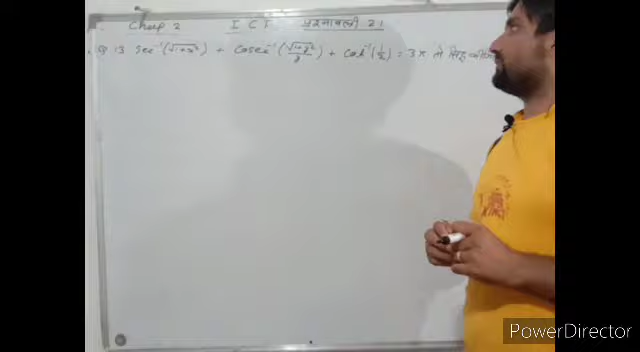 Chap 2 I C T प्रश्नावली 2.1
प्र 13 Sec⁻¹(√1+x²) + Cosec⁻¹(√1+y²/y) + Cot⁻¹(1/z) = 3π तो सिद्ध
PowerDirector